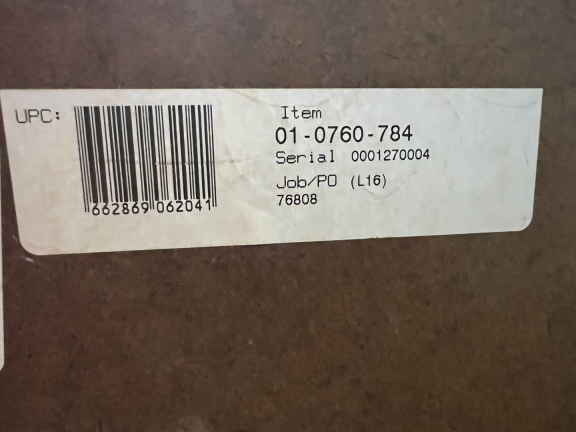 UPC:
662869 062041
Item
01-0760-784
Serial 0001270004
Job/PO (L16)
76808